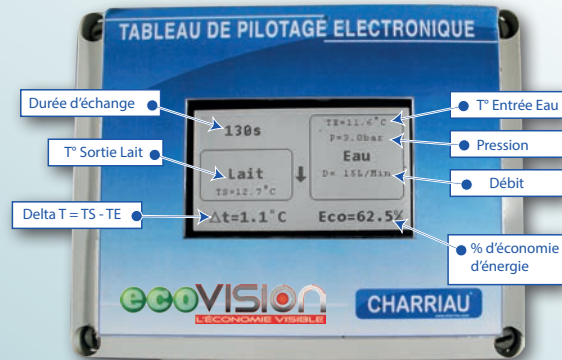 TABLEAU DE PILOTAGE ELECTRONIQUE
Durée d'échange
130s
TE=11.6°C
T° Entrée Eau
P=3.0bar
Pression
T° Sortie Lait
Lait
TS=12.7°C
Eau
D= 15L/Min
Débit
Delta T = TS - TE
Δt=1.1°C
Eco=62.5%
% d'économie
d'énergie
ecoVISION
L'ÉCONOMIE VISIBLE
CHARRIAU